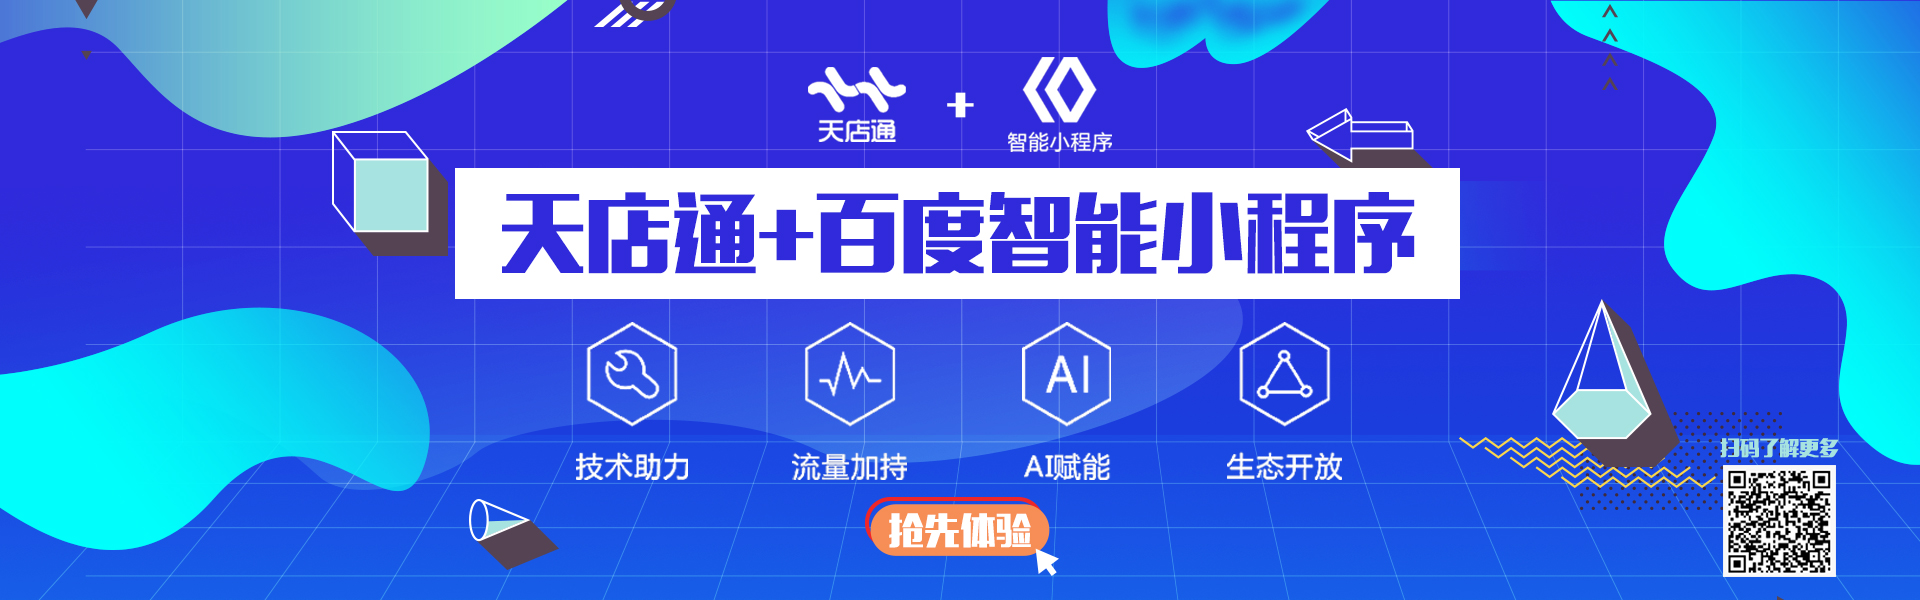 天店通
智能小程序
天店通+百度智能小程序
AI
技术助力
流量加持
AI赋能
生态开放
抢先体验
扫码了解更多